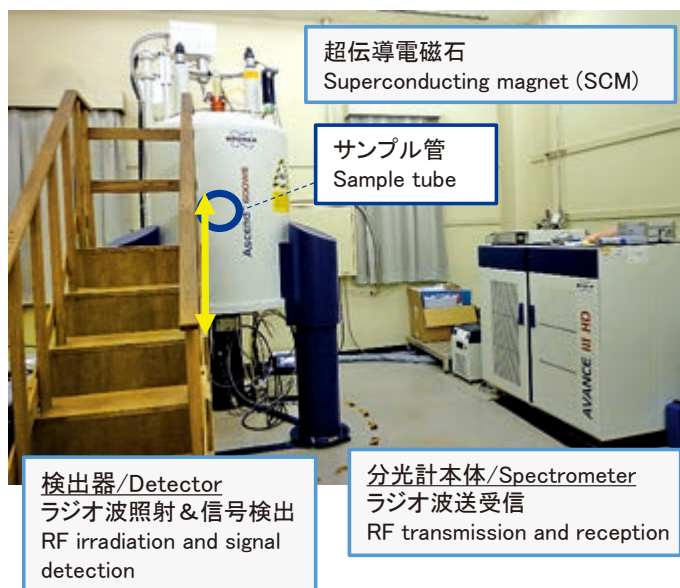 超伝導電磁石
Superconducting magnet (SCM)
サンプル管
Sample tube
BRUKER
Ascend 600WB
AVANCE III HD
検出器/Detector
ラジオ波照射＆信号検出
RF irradiation and signal
detection
分光計本体/Spectrometer
ラジオ波送受信
RF transmission and reception